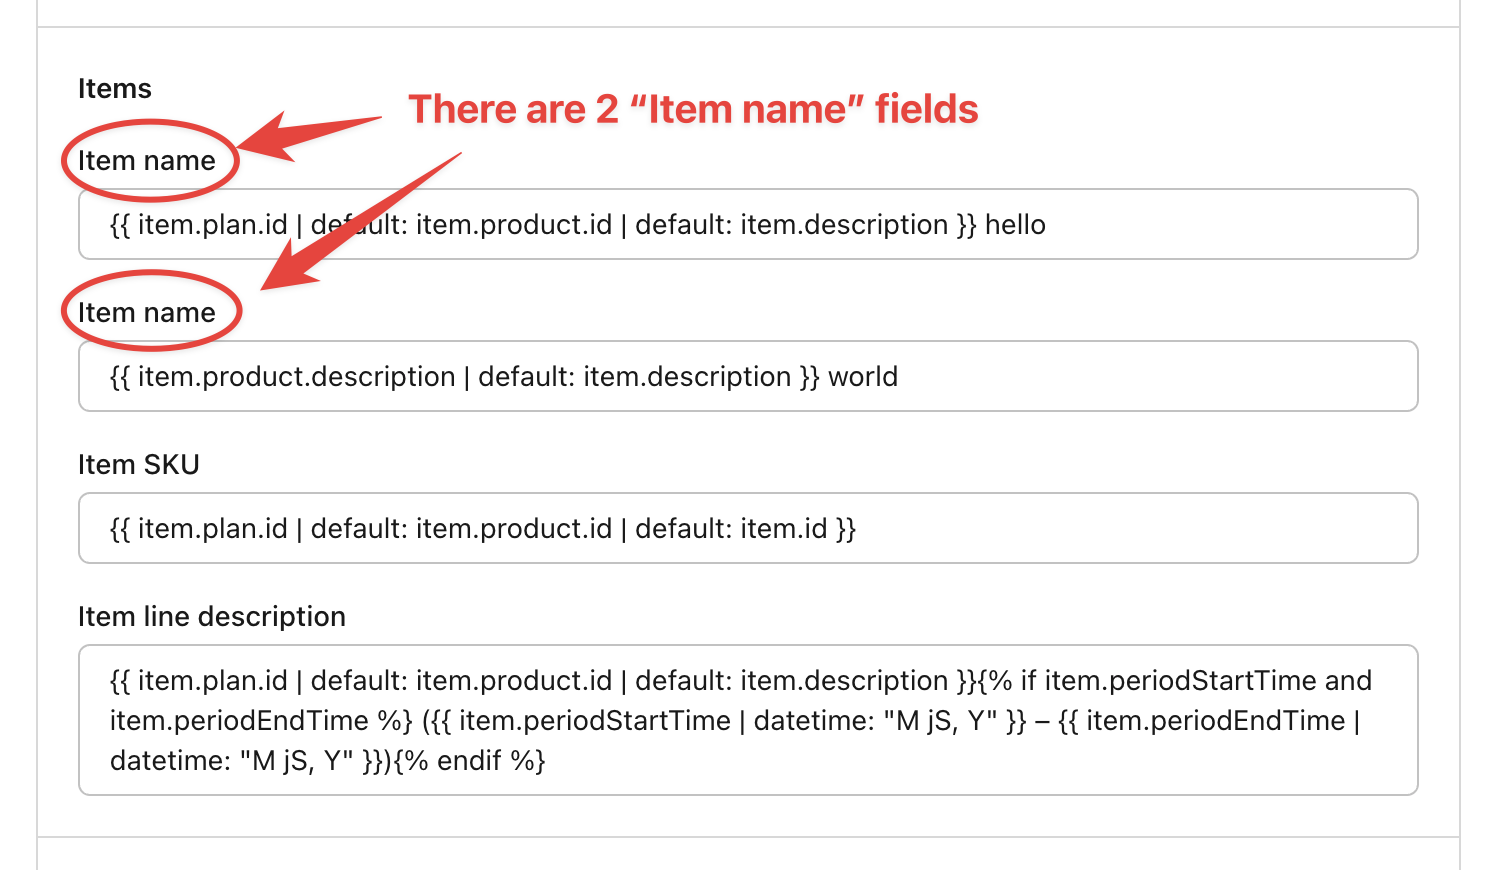 Items
There are 2 “Item name” fields
Item name
{{ item.plan.id | default: item.product.id | default: item.description }} hello
Item name
{{ item.product.description | default: item.description }} world
Item SKU
{{ item.plan.id | default: item.product.id | default: item.id }}
Item line description
{{ item.plan.id | default: item.product.id | default: item.description }}{% if item.periodStartTime and
item.periodEndTime %} ({{ item.periodStartTime | datetime: "M jS, Y" }} – {{ item.periodEndTime |
datetime: "M jS, Y" }}){% endif %}